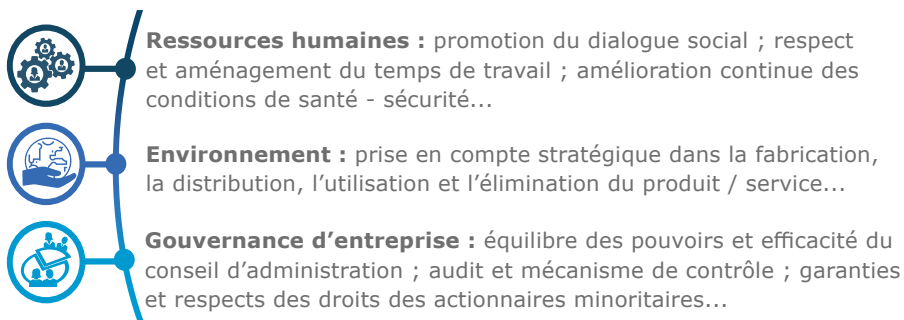 Ressources humaines : promotion du dialogue social ; respect
et aménagement du temps de travail ; amélioration continue des
conditions de santé - sécurité...
Environnement : prise en compte stratégique dans la fabrication,
la distribution, l’utilisation et l’élimination du produit / service...
Gouvernance d’entreprise : équilibre des pouvoirs et efficacité du
conseil d’administration ; audit et mécanisme de contrôle ; garanties
et respects des droits des actionnaires minoritaires...